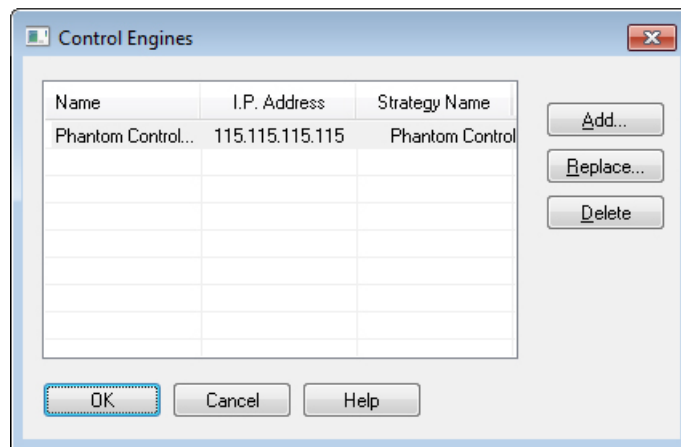 Control Engines
Name I.P. Address Strategy Name
Phantom Control... 115.115.115.115 Phantom Control
Add...
Replace...
Delete
OK Cancel Help